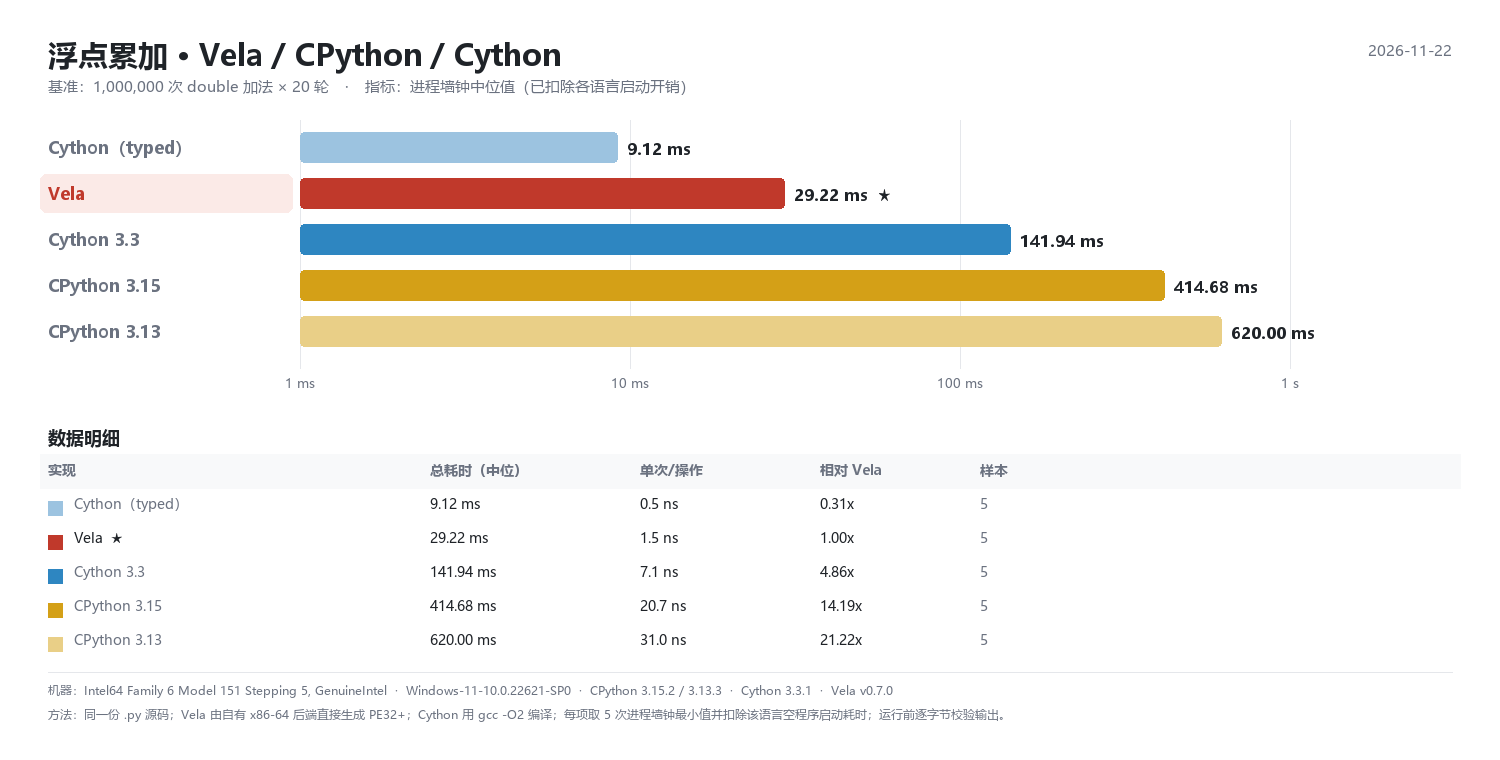 浮点累加 • Vela / CPython / Cython
2026-11-22
基准：1,000,000 次 double 加法 × 20 轮 · 指标：进程墙钟中位值（已扣除各语言启动开销）
Cython（typed） 9.12 ms
Vela 29.22 ms ★
Cython 3.3 141.94 ms
CPython 3.15 414.68 ms
CPython 3.13 620.00 ms
1 ms 10 ms 100 ms 1 s
数据明细
实现 总耗时（中位） 单次/操作 相对 Vela 样本
Cython（typed） 9.12 ms 0.5 ns 0.31x 5
Vela ★ 29.22 ms 1.5 ns 1.00x 5
Cython 3.3 141.94 ms 7.1 ns 4.86x 5
CPython 3.15 414.68 ms 20.7 ns 14.19x 5
CPython 3.13 620.00 ms 31.0 ns 21.22x 5
机器：Intel64 Family 6 Model 151 Stepping 5, GenuineIntel · Windows-11-10.0.22621-SP0 · CPython 3.15.2 / 3.13.3 · Cython 3.3.1 · Vela v0.7.0
方法：同一份 .py 源码；Vela 由自有 x86-64 后端直接生成 PE32+；Cython 用 gcc -O2 编译；每项取 5 次进程墙钟最小值并扣除该语言空程序启动耗时；运行前逐字节校验输出。